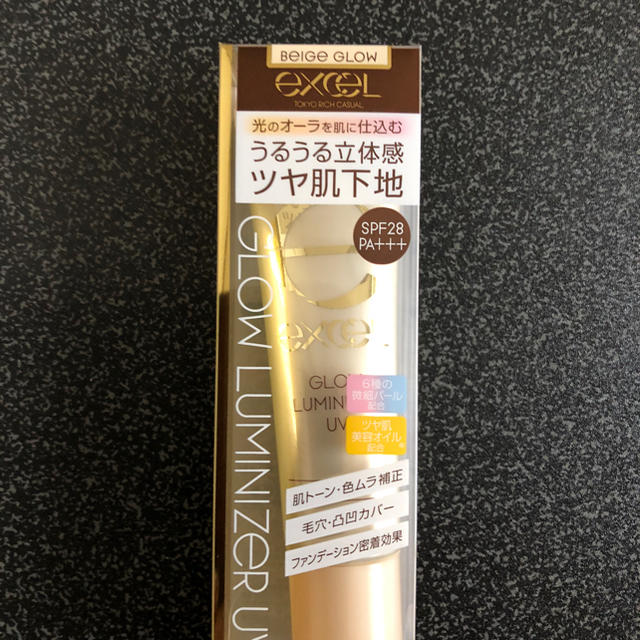 BEIGE GLOW
excel
TOKYO RICH CASUAL
光のオーラを肌に仕込む
うるうる立体感
ツヤ肌下地
SPF28
PA+++
excel
GLOW
LUMINI
UV
6種の
微細パール
配合
ツヤ肌
美容オイル
配合
肌トーン・色ムラ補正
毛穴・凸凹カバー
ファンデーション密着効果
GLOW LUMINIZER UV